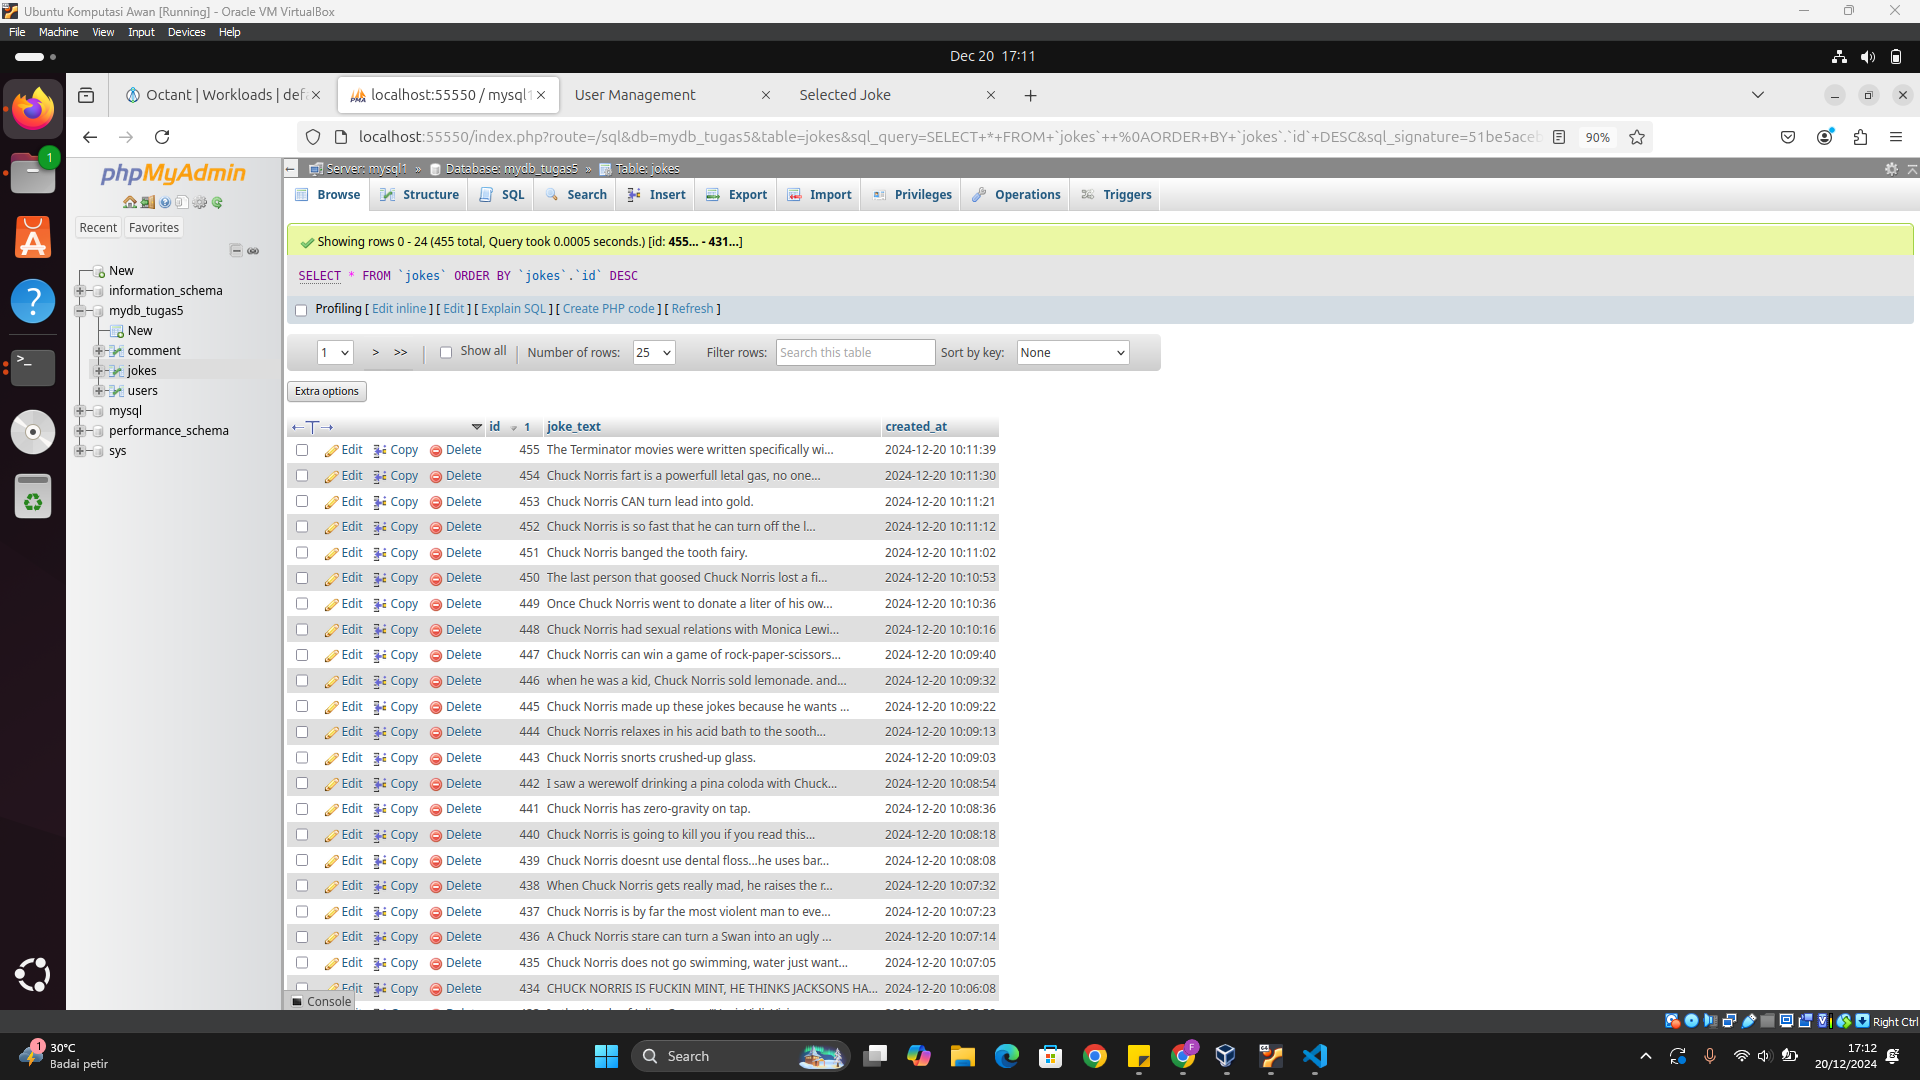 Ubuntu Komputasi Awan [Running] - Oracle VM VirtualBox
File Machine View Input Devices Help
Dec 20 17:11
Octant | Workloads | defa
localhost:55550 / mysql1
User Management
Selected Joke
localhost:55550/index.php?route=/sql&db=mydb_tugas5&table=jokes&sql_query=SELECT+*+FROM+`jokes`++%0AORDER+BY+`jokes`.`id`+DESC&sql_signature=51be5aceb
90%
1
phpMyAdmin
Recent Favorites
New
information_schema
mydb_tugas5
New
comment
jokes
users
mysql
performance_schema
sys
Server: mysql1 » Database: mydb_tugas5 » Table: jokes
Browse Structure SQL Search Insert Export Import Privileges Operations Triggers
Showing rows 0 - 24 (455 total, Query took 0.0005 seconds.) [id: 455... - 431...]
SELECT * FROM `jokes` ORDER BY `jokes`.`id` DESC
Profiling [ Edit inline ] [ Edit ] [ Explain SQL ] [ Create PHP code ] [ Refresh ]
1 > >> Show all Number of rows: 25 Filter rows: Search this table Sort by key: None
Extra options
id 1 joke_text created_at
Edit Copy Delete 455 The Terminator movies were written specifically wi... 2024-12-20 10:11:39
Edit Copy Delete 454 Chuck Norris fart is a powerfull letal gas, no one... 2024-12-20 10:11:30
Edit Copy Delete 453 Chuck Norris CAN turn lead into gold. 2024-12-20 10:11:21
Edit Copy Delete 452 Chuck Norris is so fast that he can turn off the l... 2024-12-20 10:11:12
Edit Copy Delete 451 Chuck Norris banged the tooth fairy. 2024-12-20 10:11:02
Edit Copy Delete 450 The last person that goosed Chuck Norris lost a fi... 2024-12-20 10:10:53
Edit Copy Delete 449 Once Chuck Norris went to donate a liter of his ow... 2024-12-20 10:10:36
Edit Copy Delete 448 Chuck Norris had sexual relations with Monica Lewi... 2024-12-20 10:10:16
Edit Copy Delete 447 Chuck Norris can win a game of rock-paper-scissors... 2024-12-20 10:09:40
Edit Copy Delete 446 when he was a kid, Chuck Norris sold lemonade. and... 2024-12-20 10:09:32
Edit Copy Delete 445 Chuck Norris made up these jokes because he wants ... 2024-12-20 10:09:22
Edit Copy Delete 444 Chuck Norris relaxes in his acid bath to the sooth... 2024-12-20 10:09:13
Edit Copy Delete 443 Chuck Norris snorts crushed-up glass. 2024-12-20 10:09:03
Edit Copy Delete 442 I saw a werewolf drinking a pina coloda with Chuck... 2024-12-20 10:08:54
Edit Copy Delete 441 Chuck Norris has zero-gravity on tap. 2024-12-20 10:08:36
Edit Copy Delete 440 Chuck Norris is going to kill you if you read this... 2024-12-20 10:08:18
Edit Copy Delete 439 Chuck Norris doesnt use dental floss...he uses bar... 2024-12-20 10:08:08
Edit Copy Delete 438 When Chuck Norris gets really mad, he raises the r... 2024-12-20 10:07:32
Edit Copy Delete 437 Chuck Norris is by far the most violent man to eve... 2024-12-20 10:07:23
Edit Copy Delete 436 A Chuck Norris stare can turn a Swan into an ugly ... 2024-12-20 10:07:14
Edit Copy Delete 435 Chuck Norris does not go swimming, water just want... 2024-12-20 10:07:05
Edit Copy Delete 434 CHUCK NORRIS IS FUCKIN MINT, HE THINKS JACKSONS HA... 2024-12-20 10:06:08
Console
Right Ctrl
1
30°C
Badai petir
Search
17:12
20/12/2024